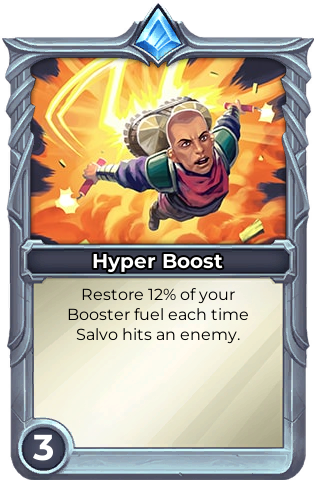 Hyper Boost
Restore 12% of your
Booster fuel each time
Salvo hits an enemy.
3